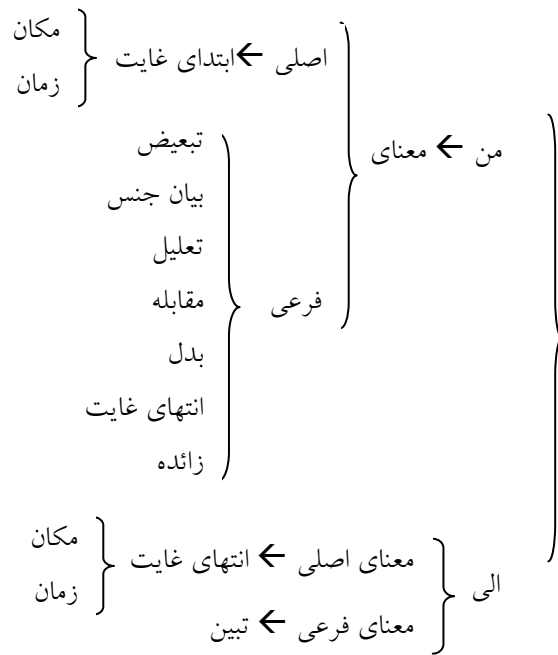 من ← معنای
اصلی ← ابتدای غایت
مکان
زمان
فرعی
تبعیض
بیان جنس
تعلیل
مقابله
بدل
انتهای غایت
زائده
الی
معنای اصلی ← انتهای غایت
مکان
زمان
معنای فرعی ← تبین